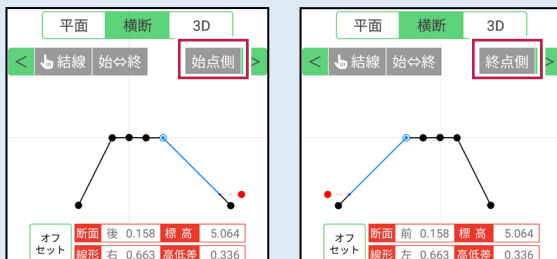 平面 横断 3D
< 結線 始⇔終 始点側 >
オフセット
断面 後 0.158 標高 5.064
線形 右 0.663 高低差 0.336
平面 横断 3D
< 結線 始⇔終 終点側 >
オフセット
断面 前 0.158 標高 5.064
線形 左 0.663 高低差 0.336